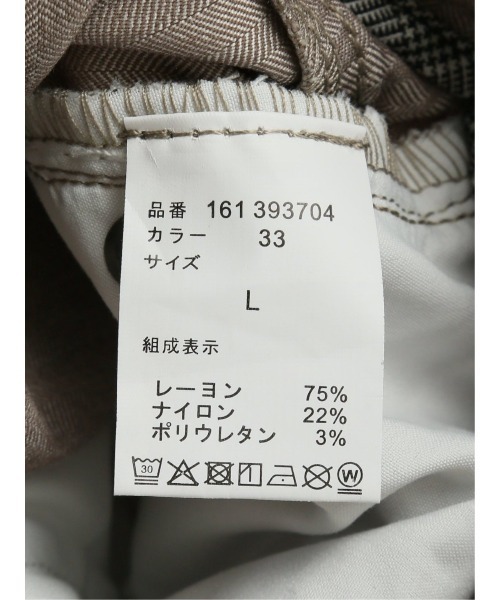 品番 161 393704
カラー 33
サイズ
L
組成表示
レーヨン 75%
ナイロン 22%
ポリウレタン 3%
30 W